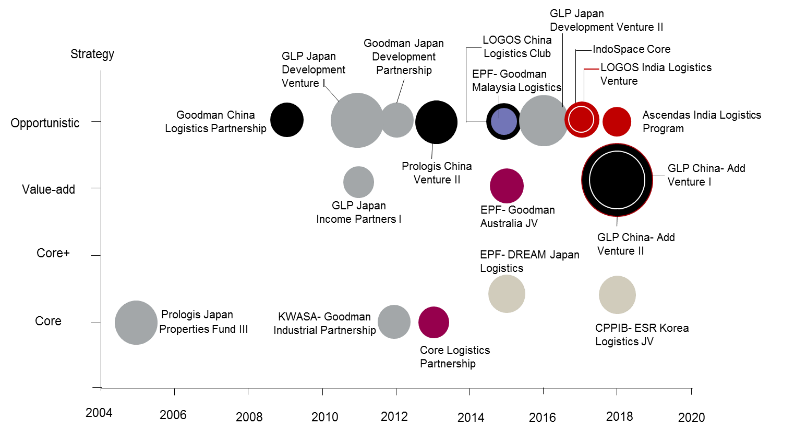 GLP Japan
Development Venture II
Strategy
Goodman Japan
Development
Partnership
LOGOS China
Logistics Club
IndoSpace Core
GLP Japan
Development
Venture I
EPF- Goodman
Malaysia Logistics
LOGOS India Logistics
Venture
Opportunistic
Goodman China
Logistics Partnership
Ascendas India Logistics
Program
Prologis China
Venture II
GLP China- Add
Venture I
Value-add
GLP Japan
Income Partners I
EPF- Goodman
Australia JV
GLP China- Add
Venture II
Core+
EPF- DREAM Japan
Logistics
Core
Prologis Japan
Properties Fund III
KWASA- Goodman
Industrial Partnership
Core Logistics
Partnership
CPPIB- ESR Korea
Logistics JV
2004 2006 2008 2010 2012 2014 2016 2018 2020